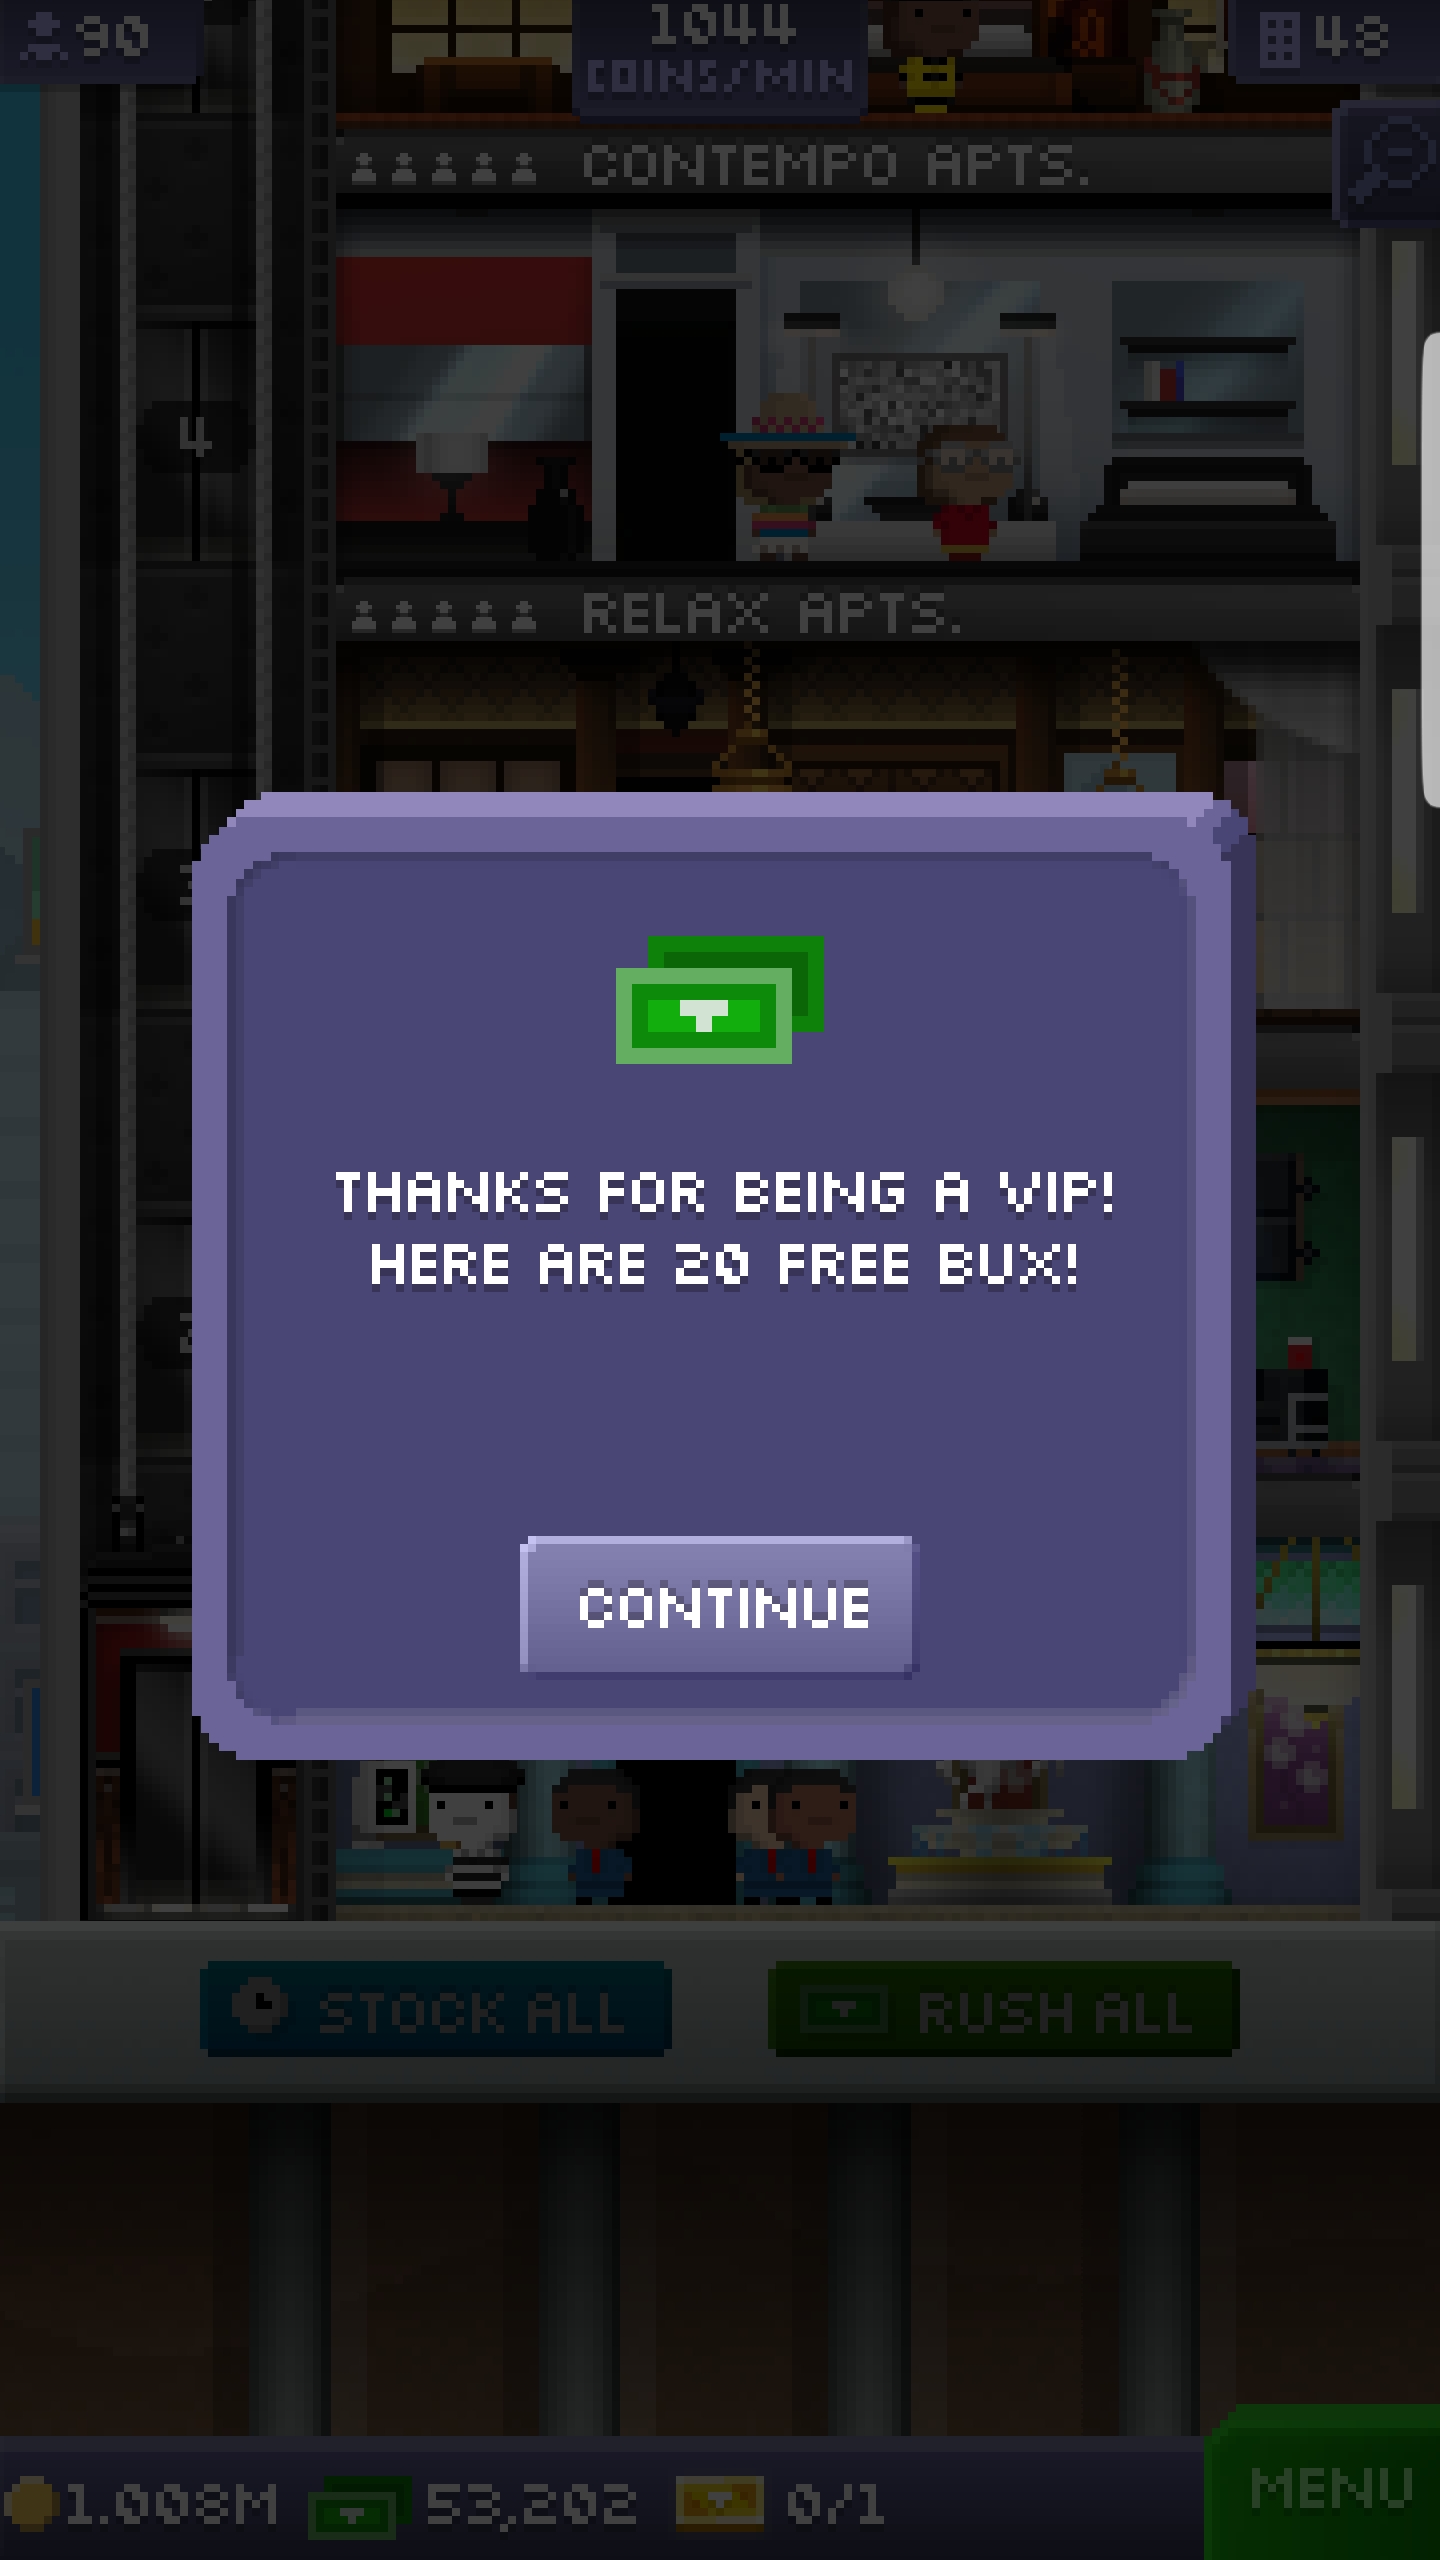 90
1044
COINS/MIN
48
CONTEMPO APTS.
4
RELAX APTS.
THANKS FOR BEING A VIP!
HERE ARE 20 FREE BUX!
CONTINUE
STOCK ALL
RUSH ALL
1.008M
53,202
0/1
MENU